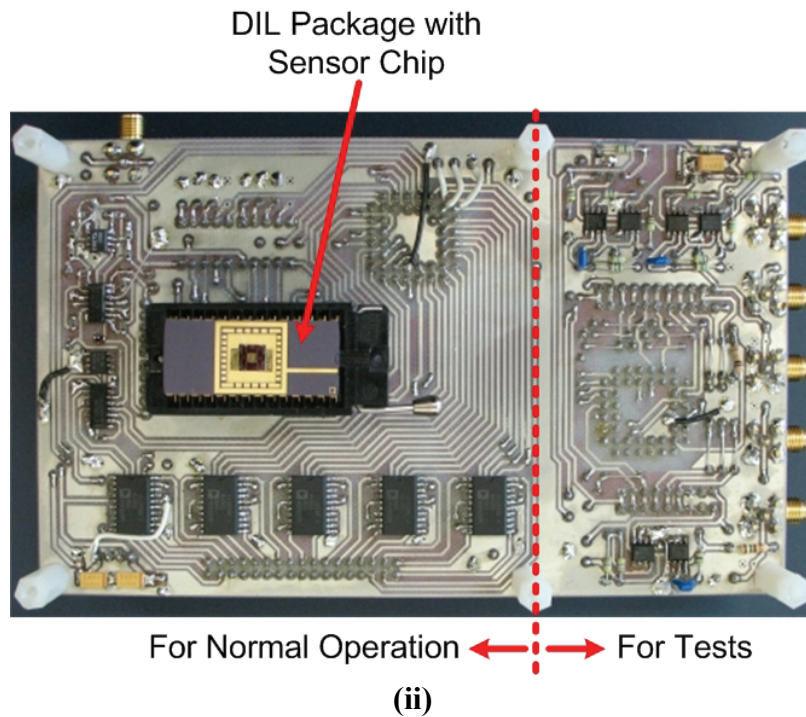 DIL Package with
Sensor Chip
For Normal Operation
For Tests
(ii)